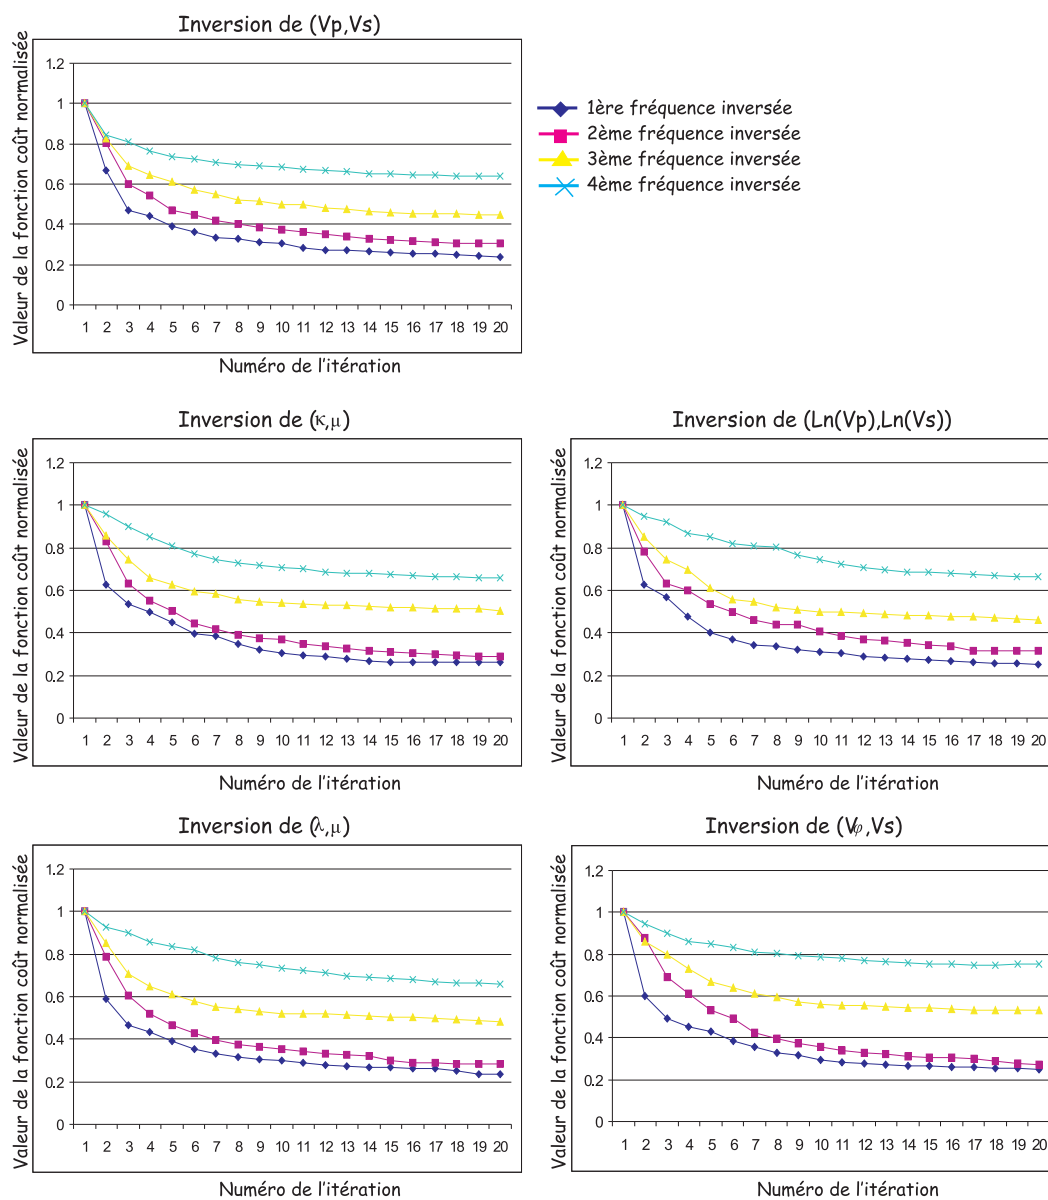 Inversion de (Vp,Vs)
Valeur de la fonction coût normalisée
1.2
1
0.8
0.6
0.4
0.2
0
1 2 3 4 5 6 7 8 9 10 11 12 13 14 15 16 17 18 19 20
Numéro de l'itération
1ère fréquence inversée
2ème fréquence inversée
3ème fréquence inversée
4ème fréquence inversée
Inversion de (κ,μ)
Valeur de la fonction coût normalisée
1.2
1
0.8
0.6
0.4
0.2
0
1 2 3 4 5 6 7 8 9 10 11 12 13 14 15 16 17 18 19 20
Numéro de l'itération
Inversion de (Ln(Vp),Ln(Vs))
Valeur de la fonction coût normalisée
1.2
1
0.8
0.6
0.4
0.2
0
1 2 3 4 5 6 7 8 9 10 11 12 13 14 15 16 17 18 19 20
Numéro de l'itération
Inversion de (λ,μ)
Valeur de la fonction coût normalisée
1.2
1
0.8
0.6
0.4
0.2
0
1 2 3 4 5 6 7 8 9 10 11 12 13 14 15 16 17 18 19 20
Numéro de l'itération
Inversion de (Vφ,Vs)
Valeur de la fonction coût normalisée
1.2
1
0.8
0.6
0.4
0.2
0
1 2 3 4 5 6 7 8 9 10 11 12 13 14 15 16 17 18 19 20
Numéro de l'itération